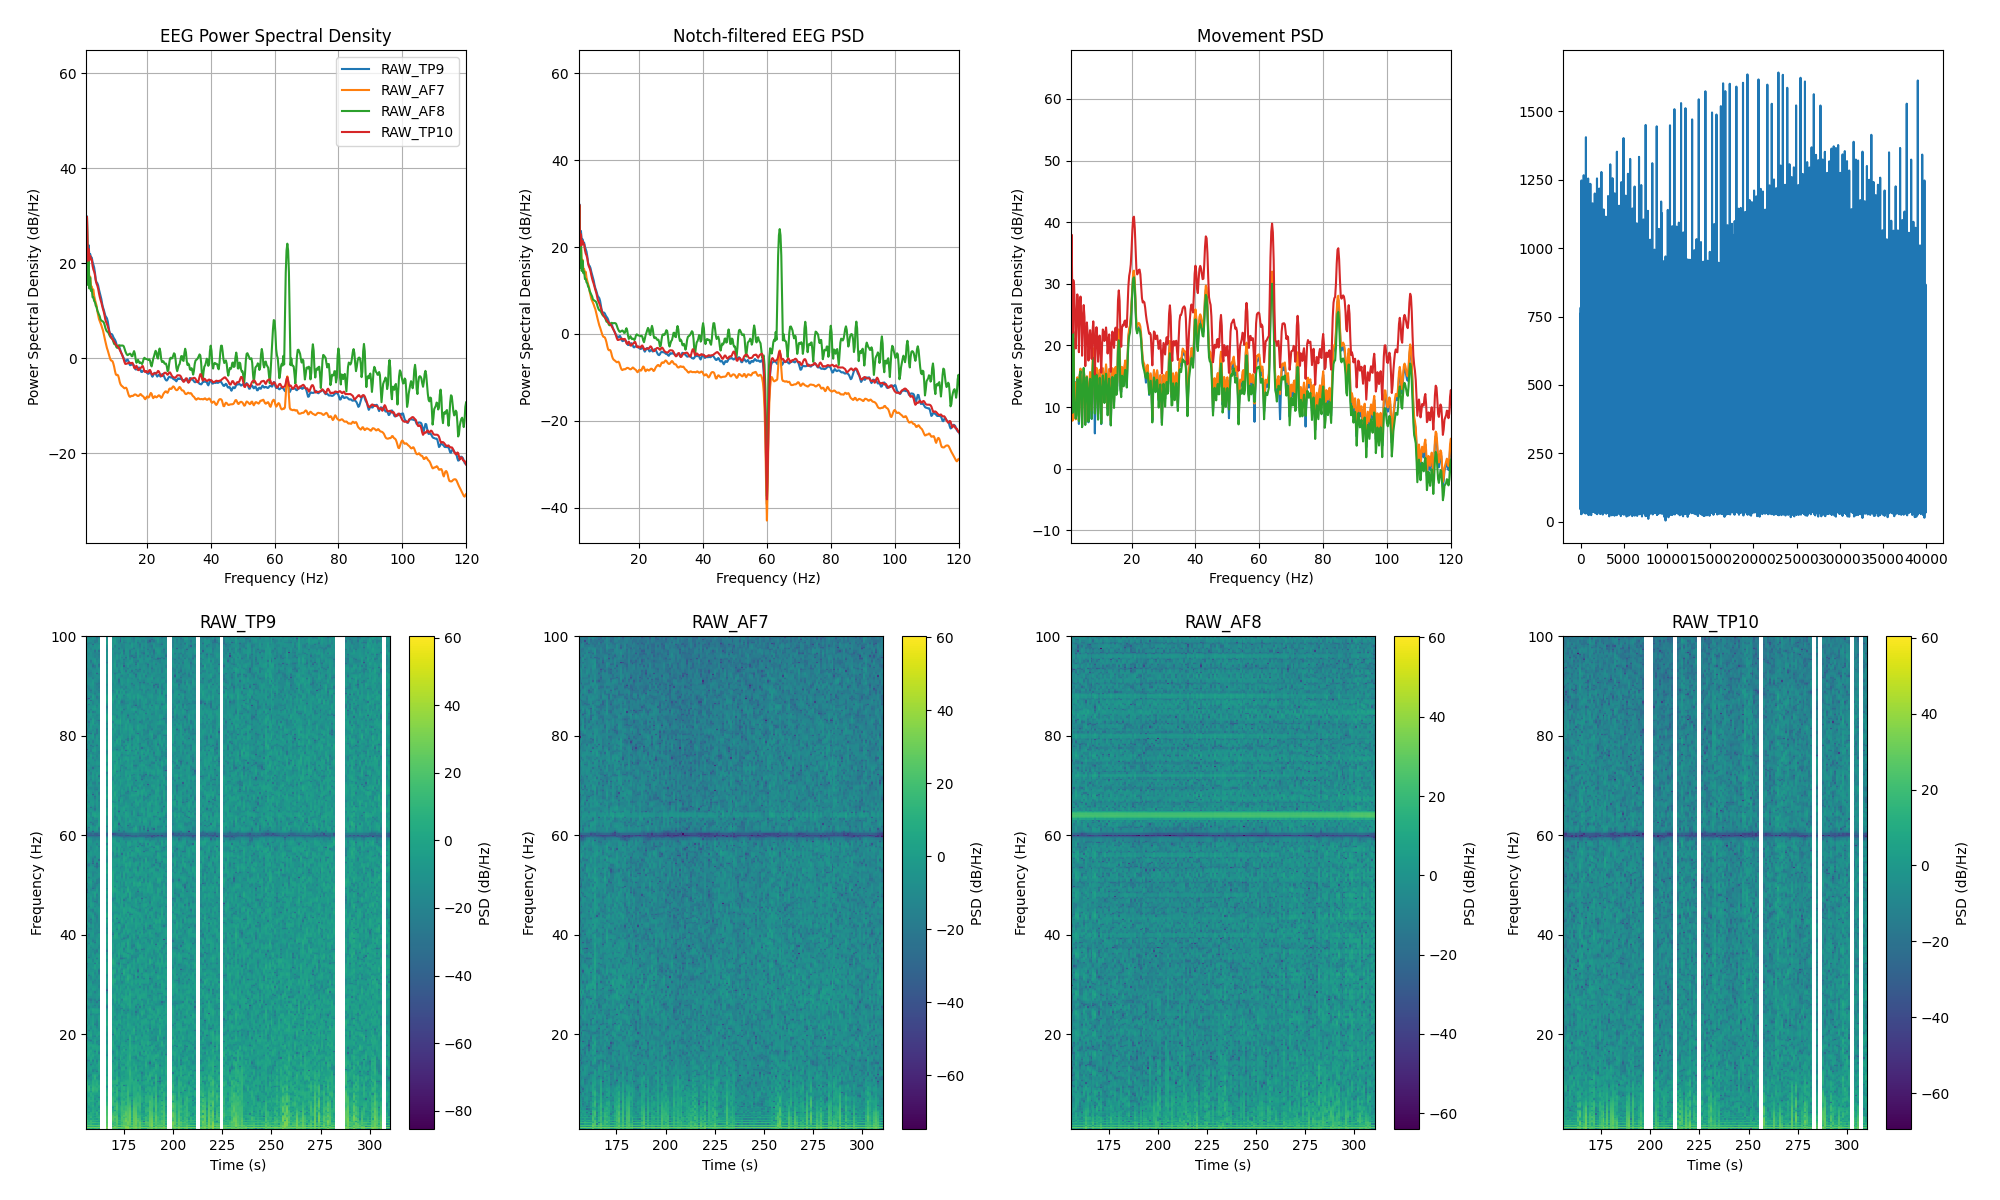 EEG Power Spectral Density
Power Spectral Density (dB/Hz)
60
40
20
0
−20
20 40 60 80 100 120
Frequency (Hz)
RAW_TP9
RAW_AF7
RAW_AF8
RAW_TP10
Notch-filtered EEG PSD
Power Spectral Density (dB/Hz)
60
40
20
0
−20
−40
20 40 60 80 100 120
Frequency (Hz)
Movement PSD
Power Spectral Density (dB/Hz)
60
50
40
30
20
10
0
−10
20 40 60 80 100 120
Frequency (Hz)
1500
1250
1000
750
500
250
0
0 5000 10000 15000 20000 25000 30000 35000 40000
RAW_TP9
Frequency (Hz)
100
80
60
40
20
175 200 225 250 275 300
Time (s)
60
40
20
0
−20
−40
−60
−80
PSD (dB/Hz)
RAW_AF7
Frequency (Hz)
100
80
60
40
20
175 200 225 250 275 300
Time (s)
60
40
20
0
−20
−40
−60
PSD (dB/Hz)
RAW_AF8
Frequency (Hz)
100
80
60
40
20
175 200 225 250 275 300
Time (s)
60
40
20
0
−20
−40
−60
PSD (dB/Hz)
RAW_TP10
Frequency (Hz)
100
80
60
40
20
175 200 225 250 275 300
Time (s)
60
40
20
0
−20
−40
−60
PSD (dB/Hz)